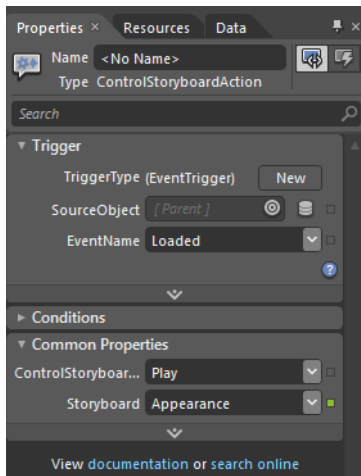 Properties × Resources Data
Name <No Name>
Type ControlStoryboardAction
Search
Trigger
TriggerType (EventTrigger) New
SourceObject [ Parent ]
EventName Loaded
?
Conditions
Common Properties
ControlStoryboar... Play
Storyboard Appearance
View documentation or search online